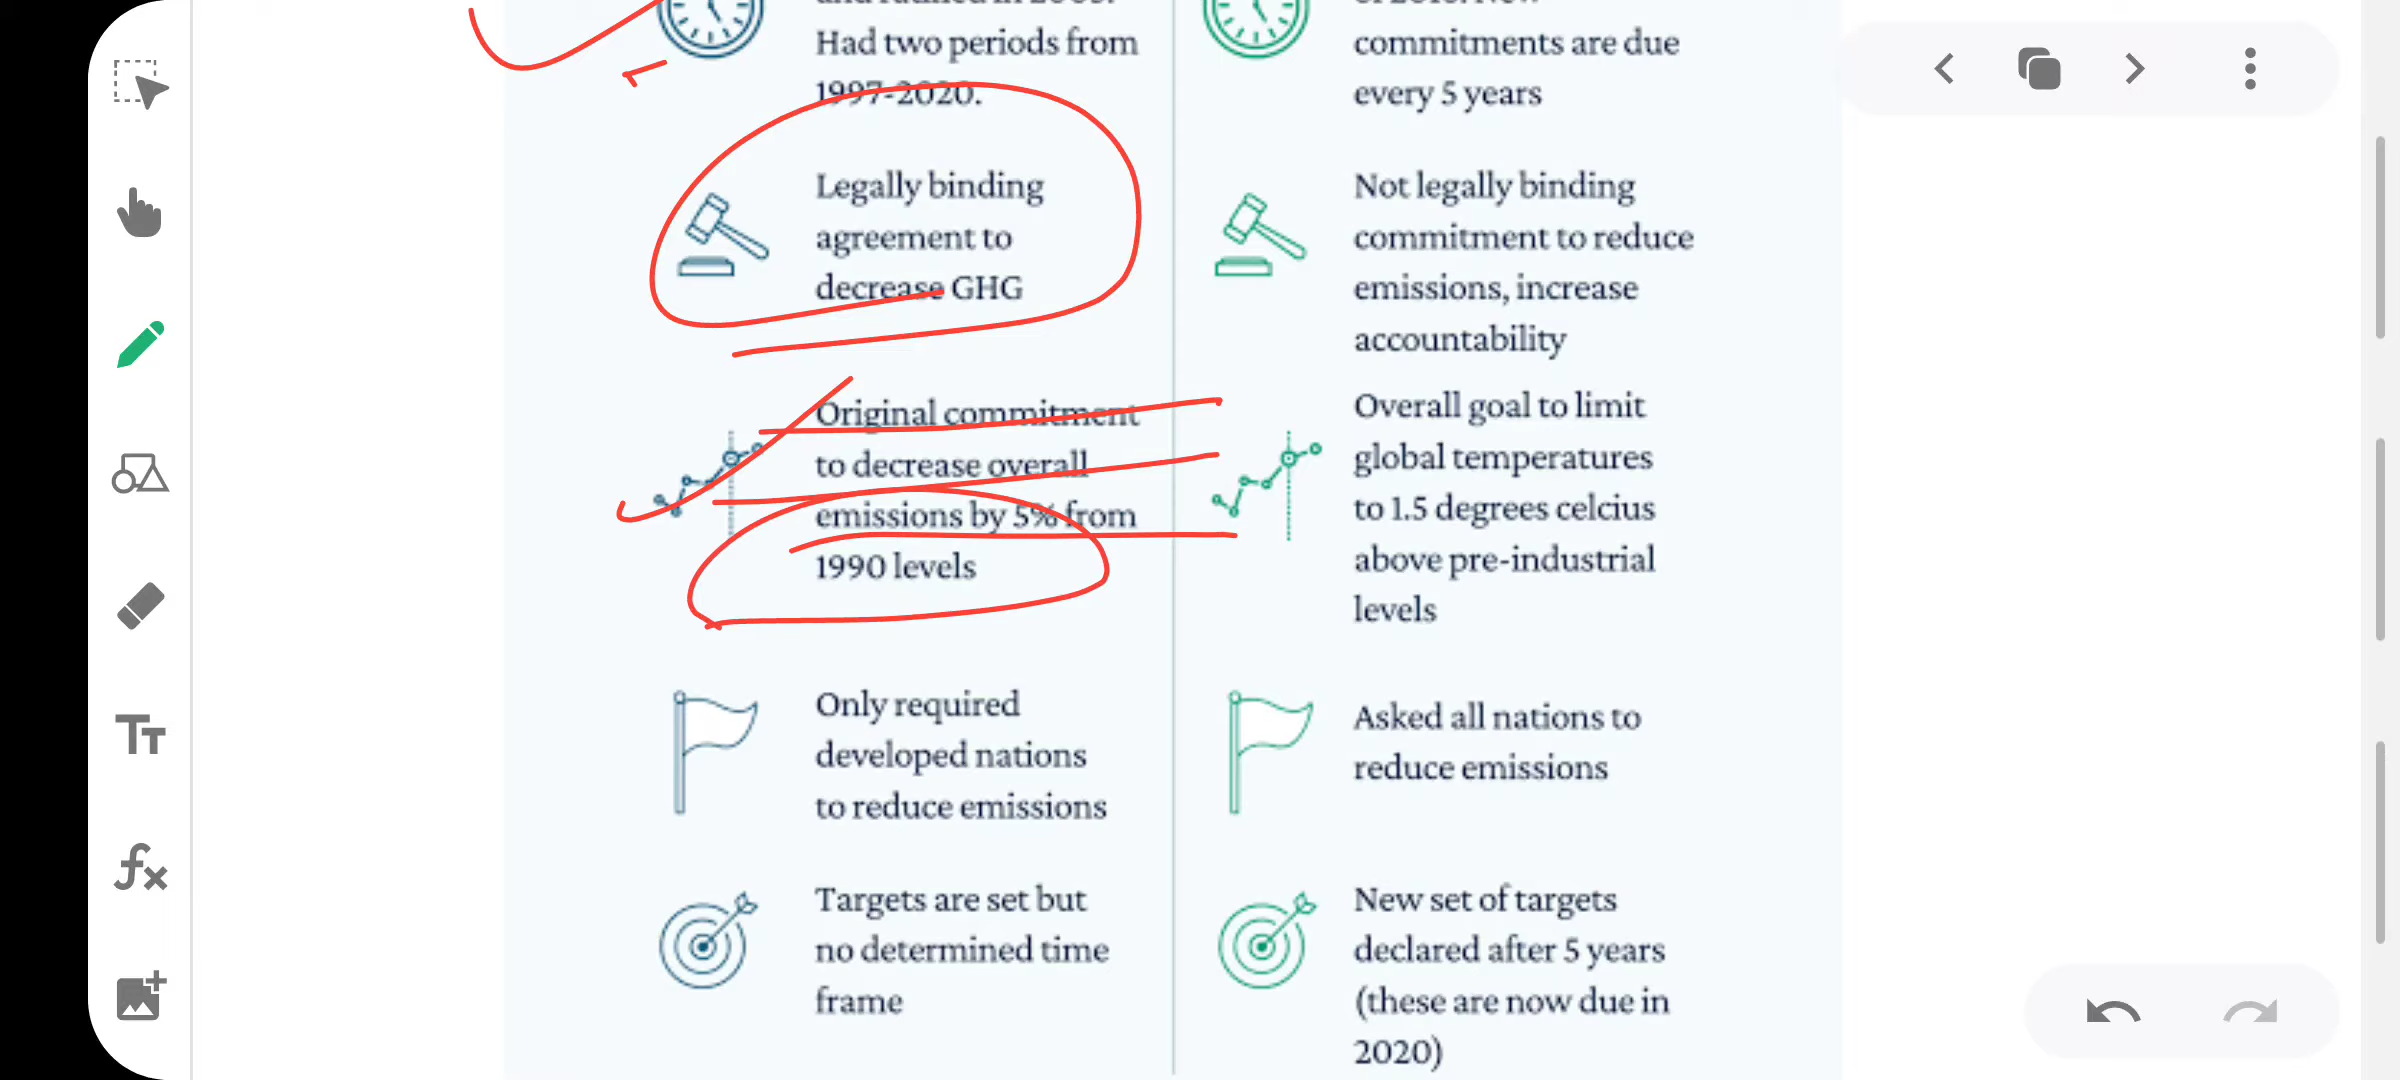 Had two periods from
1997-2020.
Legally binding
agreement to
decrease GHG
Original commitment
to decrease overall
emissions by 5% from
1990 levels
Only required
developed nations
to reduce emissions
Targets are set but
no determined time
frame
commitments are due
every 5 years
Not legally binding
commitment to reduce
emissions, increase
accountability
Overall goal to limit
global temperatures
to 1.5 degrees celcius
above pre-industrial
levels
Asked all nations to
reduce emissions
New set of targets
declared after 5 years
(these are now due in
2020)